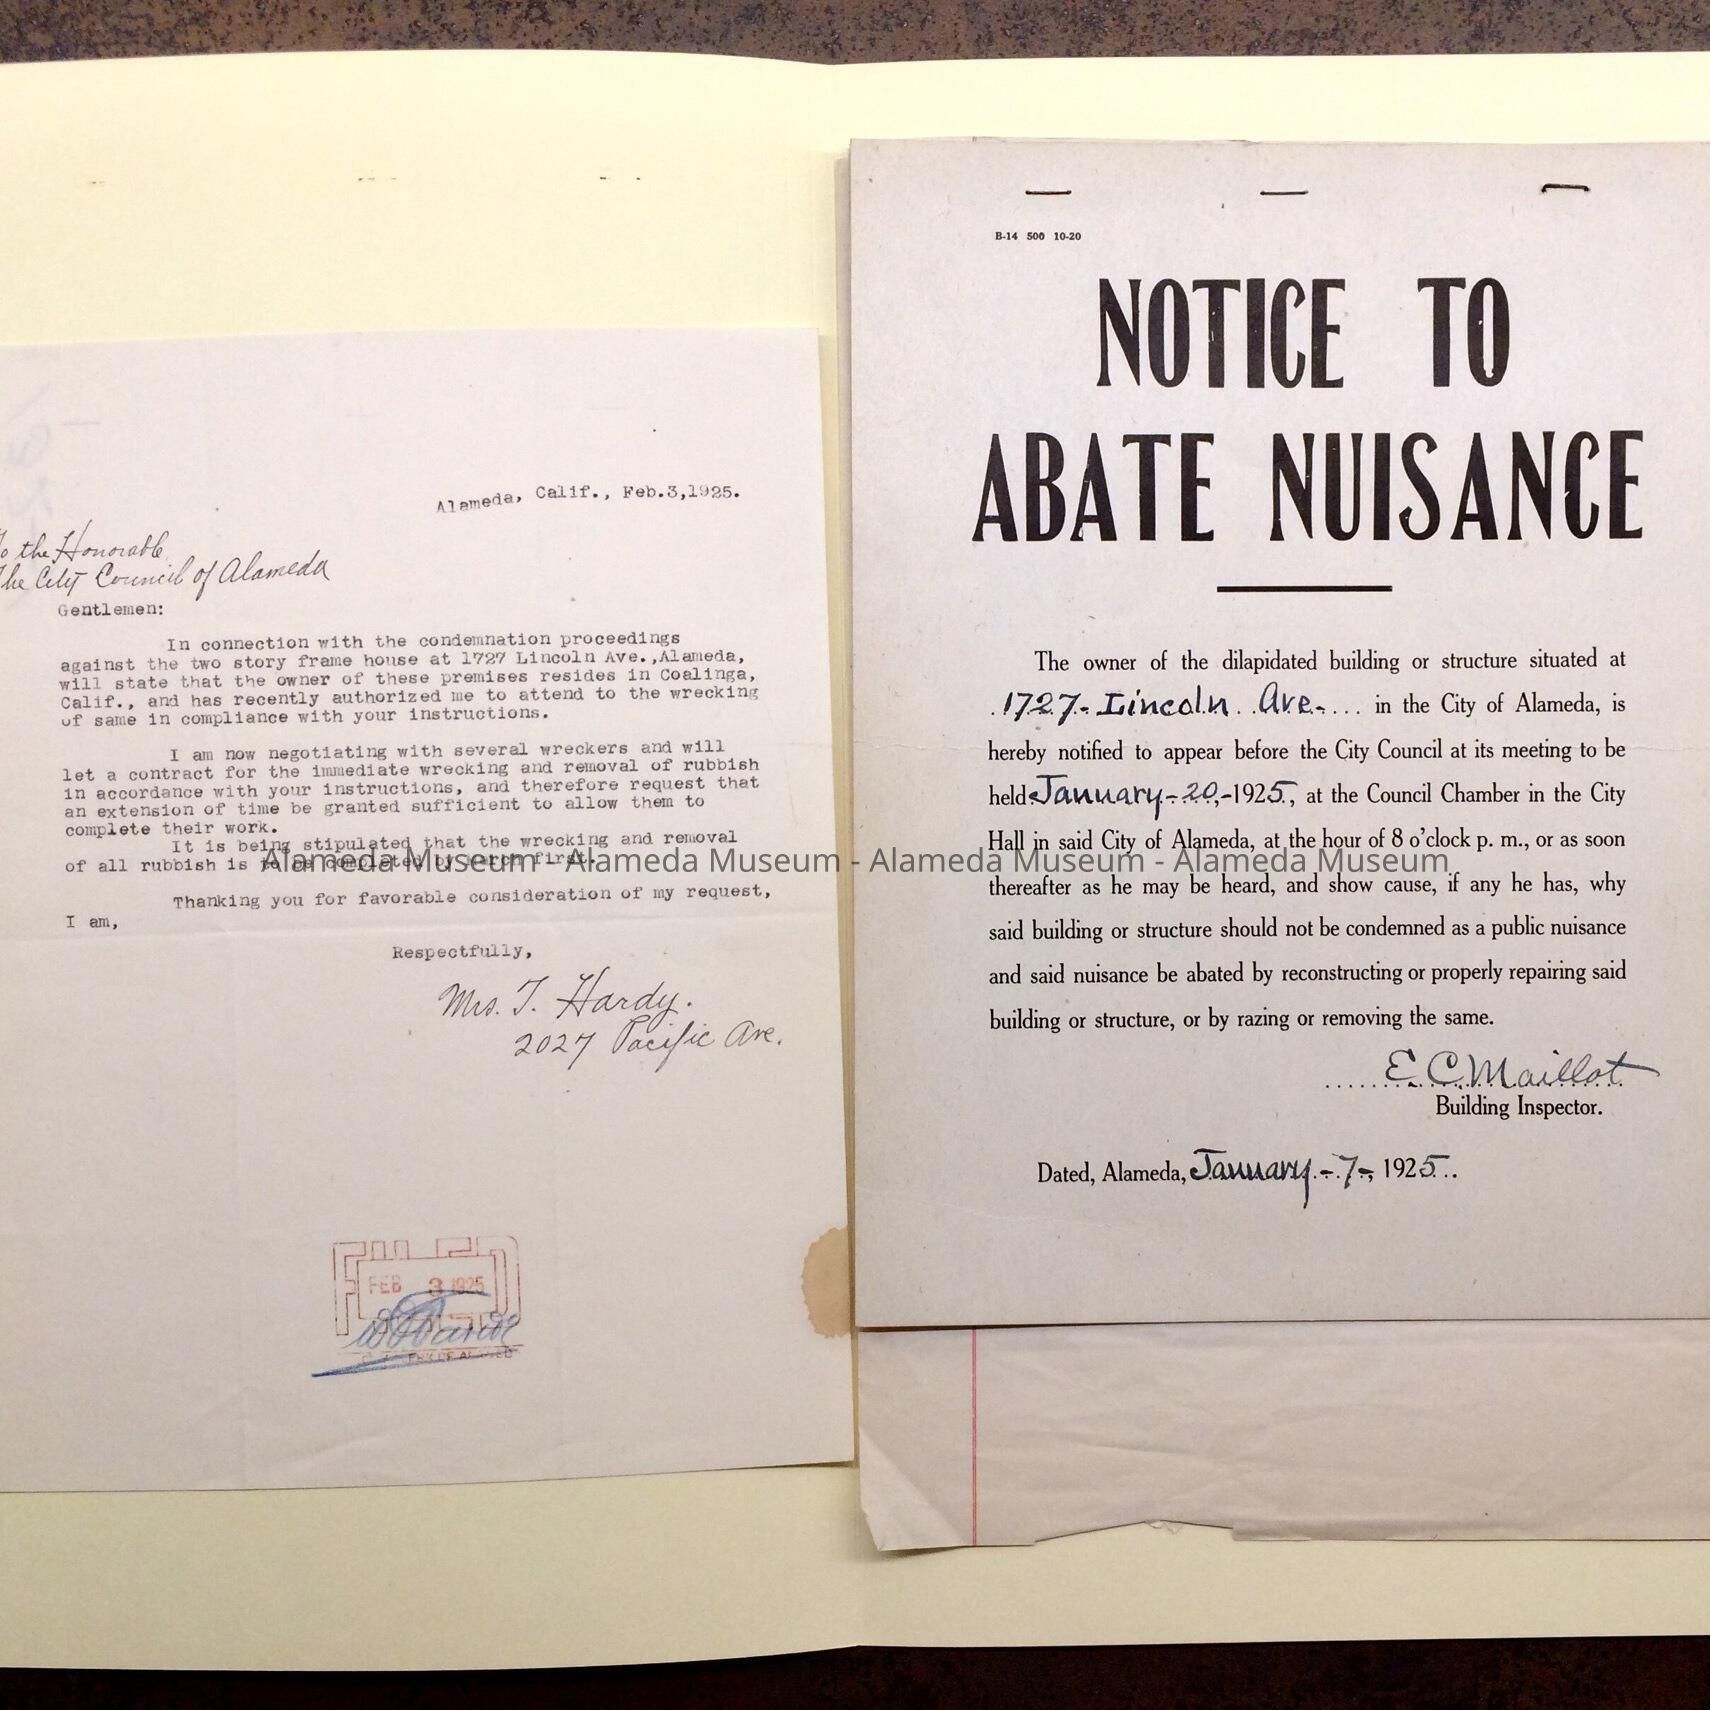 Alameda, Calif., Feb.3,1925.
To the Honorable
The City Council of Alameda
Gentlemen:
In connection with the condemnation proceedings
against the two story frame house at 1727 Lincoln Ave.,Alameda,
will state that the owner of these premises resides in Coalinga,
Calif., and has recently authorized me to attend to the wrecking
of same in compliance with your instructions.
I am now negotiating with several wreckers and will
let a contract for the immediate wrecking and removal of rubbish
in accordance with your instructions, and therefore request that
an extension of time be granted sufficient to allow them to
complete their work.
It is being stipulated that the wrecking and removal
of all rubbish is to be completed by March first.
Thanking you for favorable consideration of my request,
I am,
Respectfully,
Mrs. T. Hardy.
2027 Pacific Ave.
FILED
FEB 3 1925
B-14 500 10-20
NOTICE TO
ABATE NUISANCE
The owner of the dilapidated building or structure situated at
1727- Lincoln Ave- in the City of Alameda, is
hereby notified to appear before the City Council at its meeting to be
held January-20,-1925, at the Council Chamber in the City
Hall in said City of Alameda, at the hour of 8 o'clock p. m., or as soon
thereafter as he may be heard, and show cause, if any he has, why
said building or structure should not be condemned as a public nuisance
and said nuisance be abated by reconstructing or properly repairing said
building or structure, or by razing or removing the same.
E. C. Maillot
Building Inspector.
Dated, Alameda, January-7-, 1925.
Alameda Museum - Alameda Museum - Alameda Museum - Alameda Museum